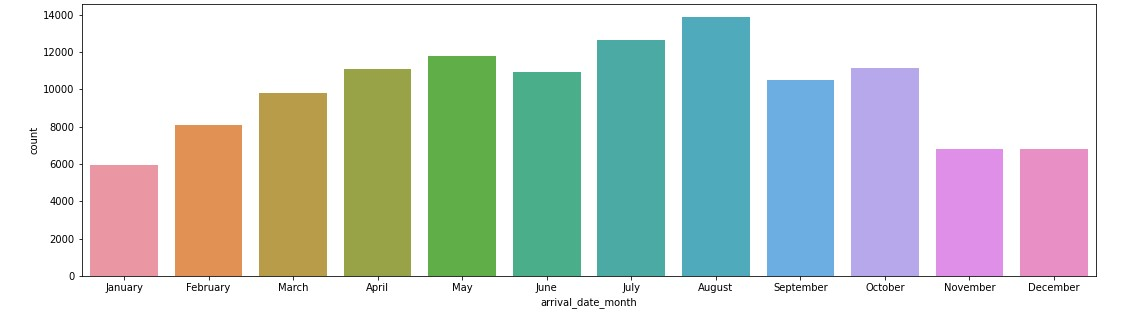 14000
12000
10000
8000
6000
4000
2000
0
count
January February March April May June July August September October November December
arrival_date_month